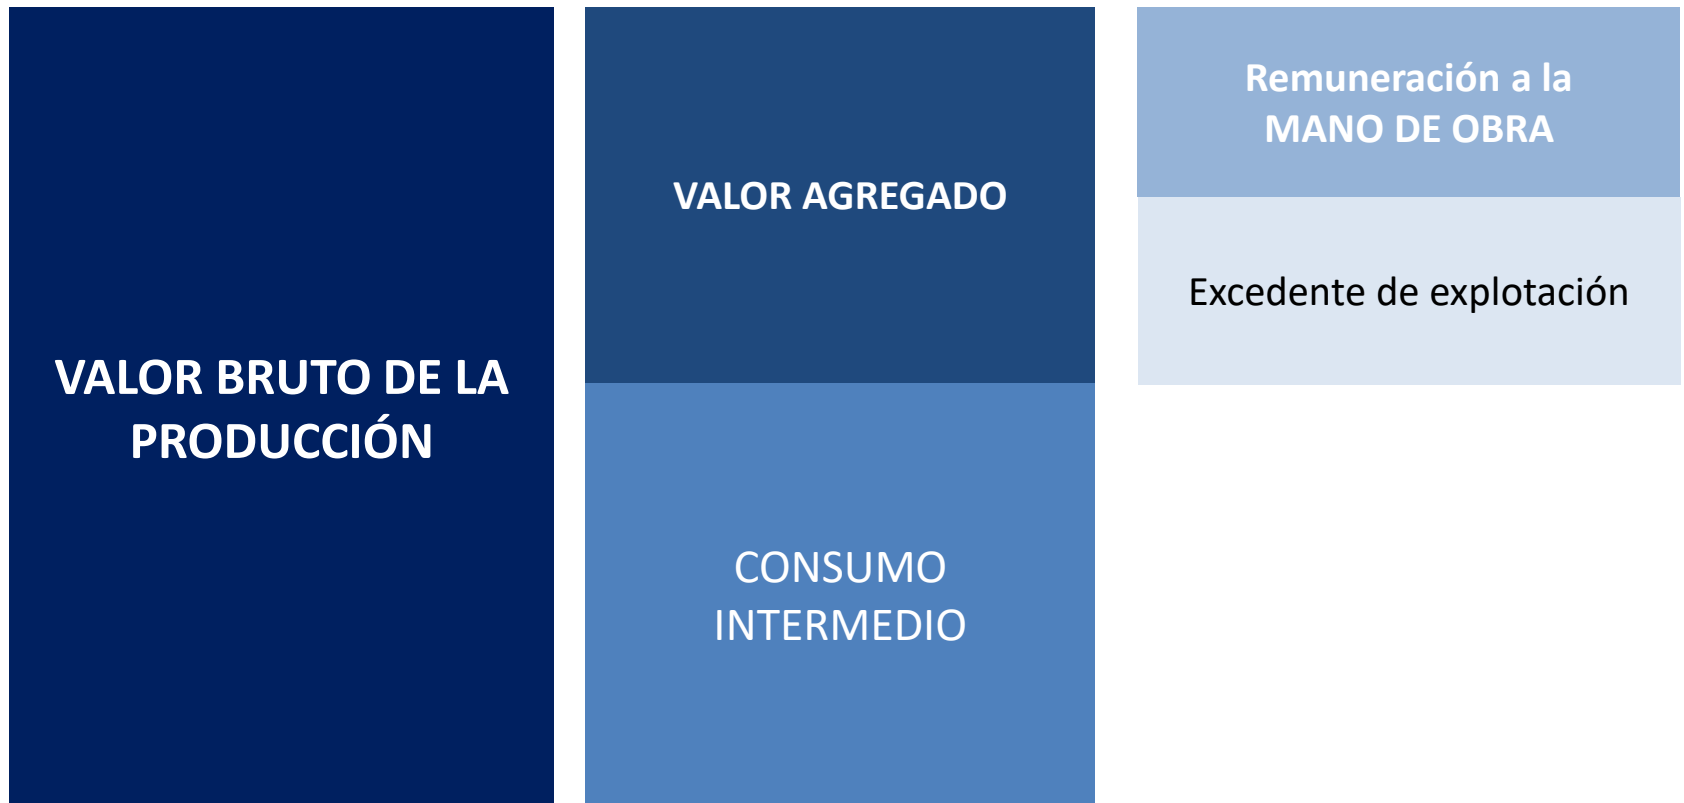 VALOR BRUTO DE LA
PRODUCCIÓN
VALOR AGREGADO
CONSUMO
INTERMEDIO
Remuneración a la
MANO DE OBRA
Excedente de explotación